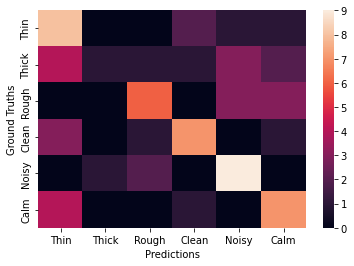 Ground Truths
Thin
Thick
Rough
Clean
Noisy
Calm
Thin Thick Rough Clean Noisy Calm
Predictions
9
8
7
6
5
4
3
2
1
0